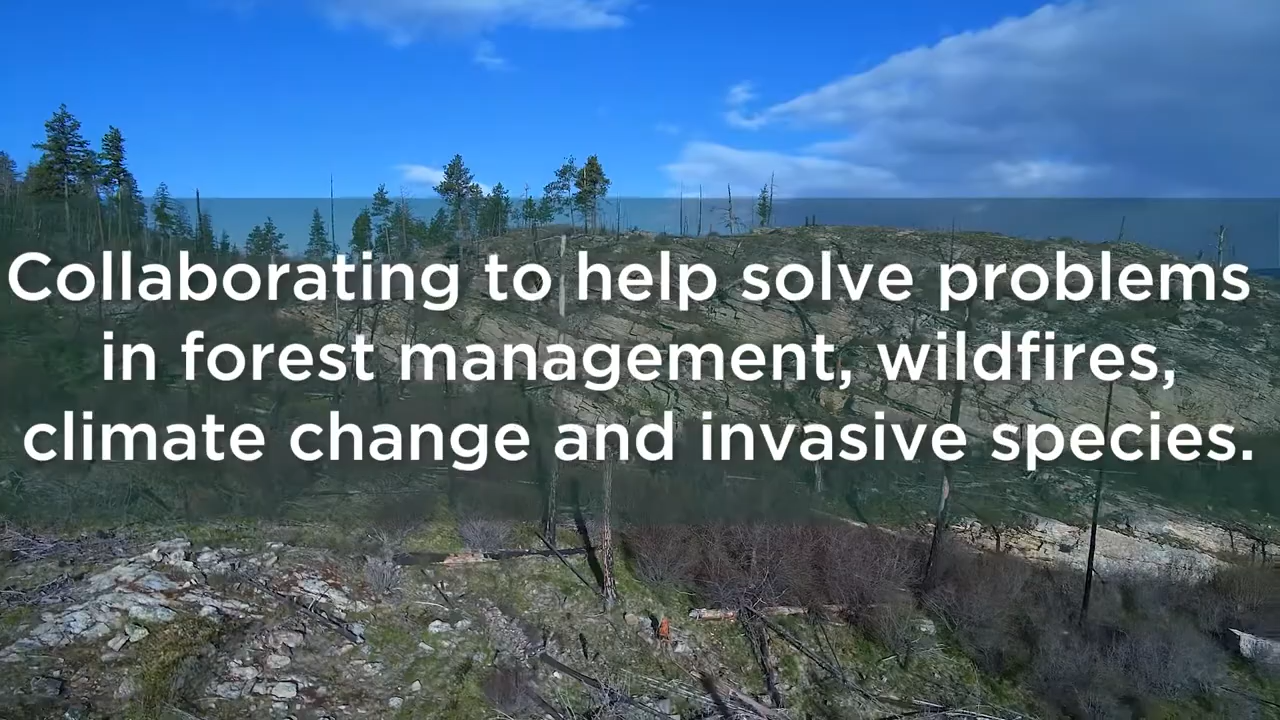 Collaborating to help solve problems
in forest management, wildfires,
climate change and invasive species.